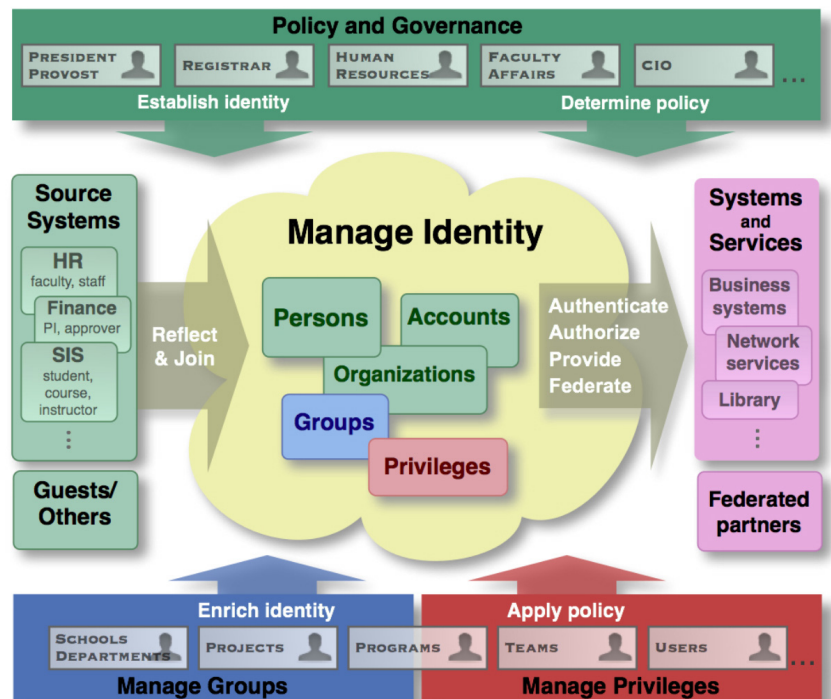 Policy and Governance
PRESIDENT
PROVOST
REGISTRAR
HUMAN
RESOURCES
FACULTY
AFFAIRS
CIO
...
Establish identity
Determine policy
Source
Systems
HR
faculty, staff
Finance
PI, approver
SIS
student,
course,
instructor
⋮
Guests/
Others
Reflect
& Join
Manage Identity
Persons
Accounts
Organizations
Groups
Privileges
Authenticate
Authorize
Provide
Federate
Systems
and
Services
Business
systems
Network
services
Library
⋮
Federated
partners
Enrich identity
Apply policy
SCHOOLS
DEPARTMENTS
PROJECTS
PROGRAMS
TEAMS
USERS
...
Manage Groups
Manage Privileges